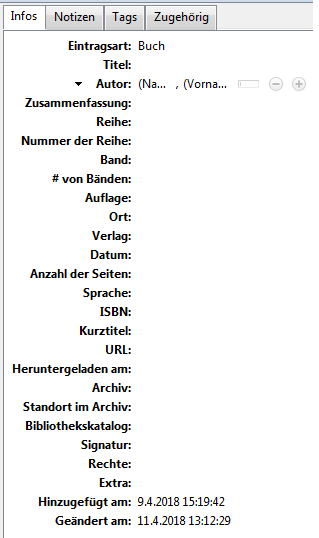 Infos Notizen Tags Zugehörig
Eintragsart: Buch
Titel:
Autor: (Na... , (Vorna...
Zusammenfassung:
Reihe:
Nummer der Reihe:
Band:
# von Bänden:
Auflage:
Ort:
Verlag:
Datum:
Anzahl der Seiten:
Sprache:
ISBN:
Kurztitel:
URL:
Heruntergeladen am:
Archiv:
Standort im Archiv:
Bibliothekskatalog:
Signatur:
Rechte:
Extra:
Hinzugefügt am: 9.4.2018 15:19:42
Geändert am: 11.4.2018 13:12:29